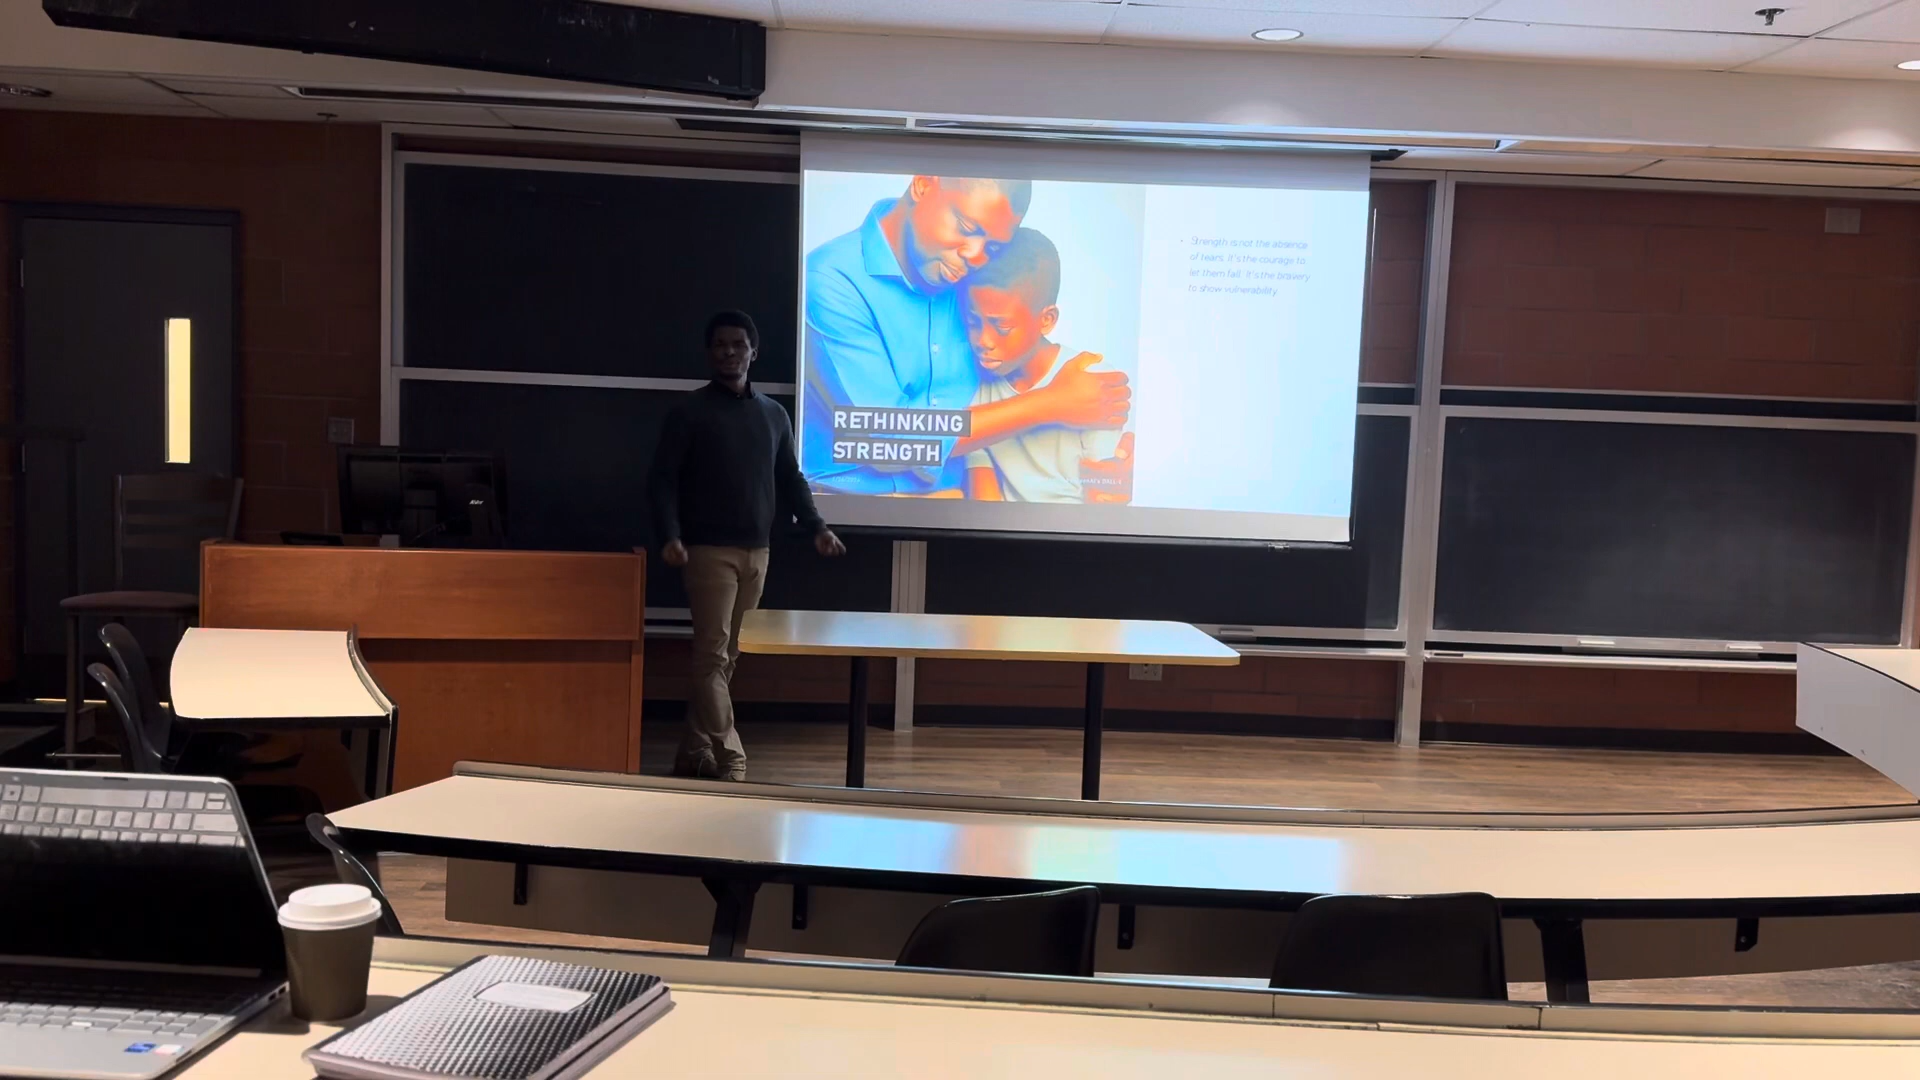 • Strength is not the absence
of tears. It's the courage to
let them fall. It's the bravery
to show vulnerability.
RETHINKING
STRENGTH